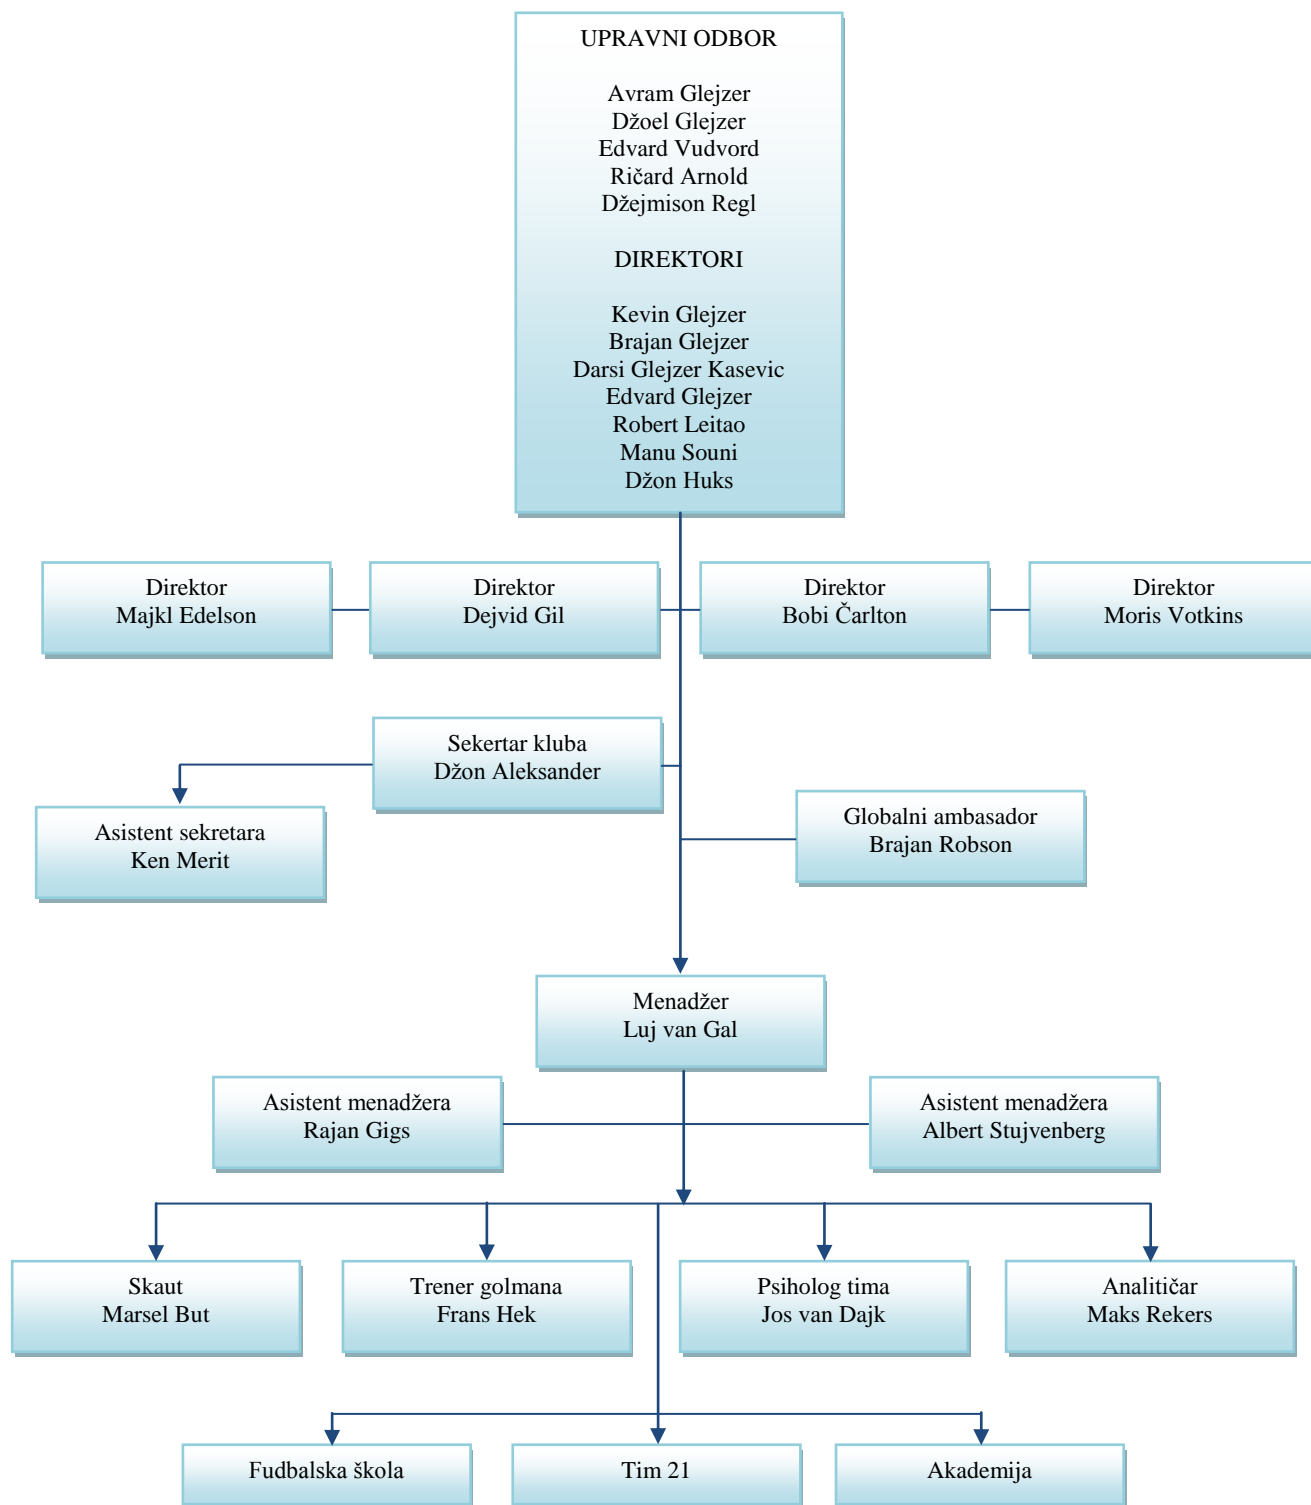 UPRAVNI ODBOR
Avram Glejzer
Džoel Glejzer
Edvard Vudvord
Ričard Arnold
Džejmison Regl
DIREKTORI
Kevin Glejzer
Brajan Glejzer
Darsi Glejzer Kasevic
Edvard Glejzer
Robert Leitao
Manu Souni
Džon Huks
Direktor
Majkl Edelson
Direktor
Dejvid Gil
Direktor
Bobi Čarlton
Direktor
Moris Votkins
Sekertar kluba
Džon Aleksander
Asistent sekretara
Ken Merit
Globalni ambasador
Brajan Robson
Menadžer
Luj van Gal
Asistent menadžera
Rajan Gigs
Asistent menadžera
Albert Stujvenberg
Skaut
Marsel But
Trener golmana
Frans Hek
Psiholog tima
Jos van Dajk
Analitičar
Maks Rekers
Fudbalska škola
Tim 21
Akademija